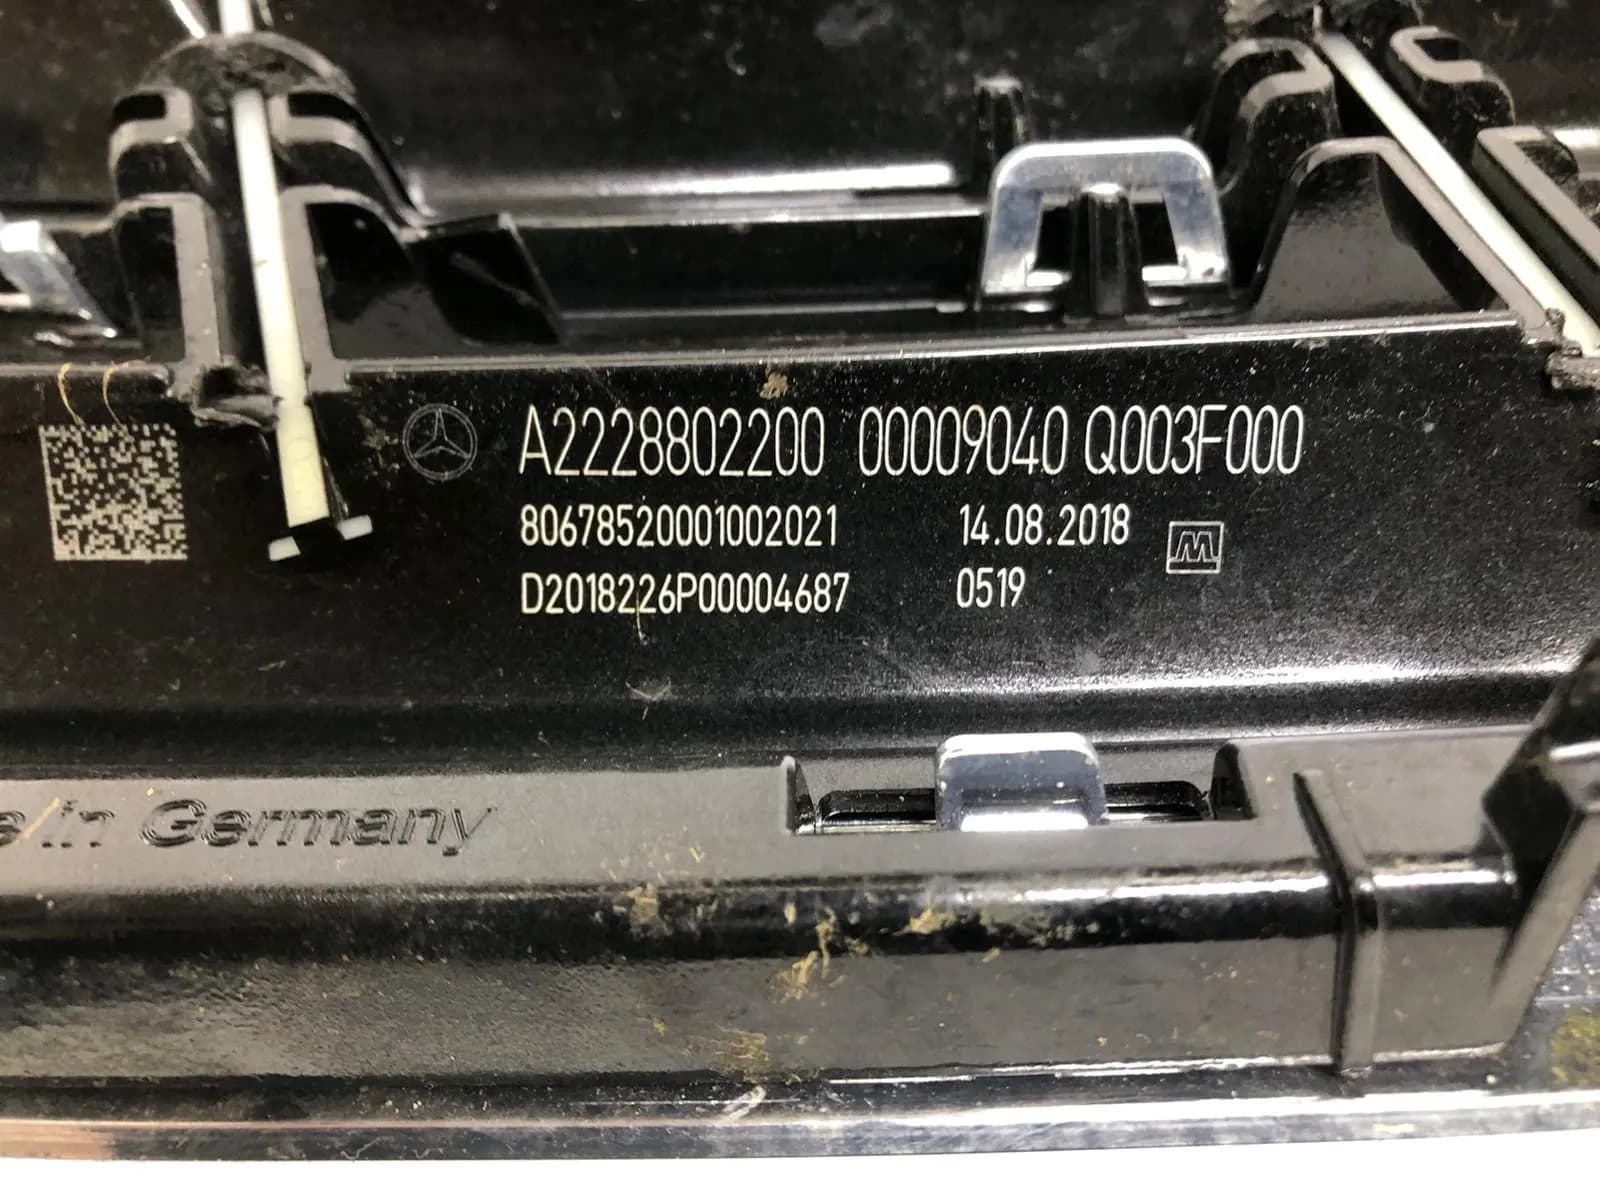 A2228802200 00009040 Q003F000
80678520001002021 14.08.2018
D2018226P00004687 0519
in Germany